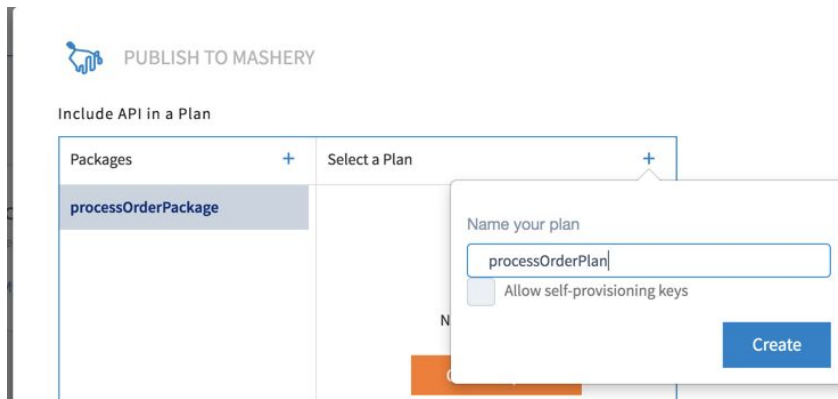 PUBLISH TO MASHERY
Include API in a Plan
Packages + Select a Plan +
processOrderPackage
Name your plan
processOrderPlan
Allow self-provisioning keys
Create